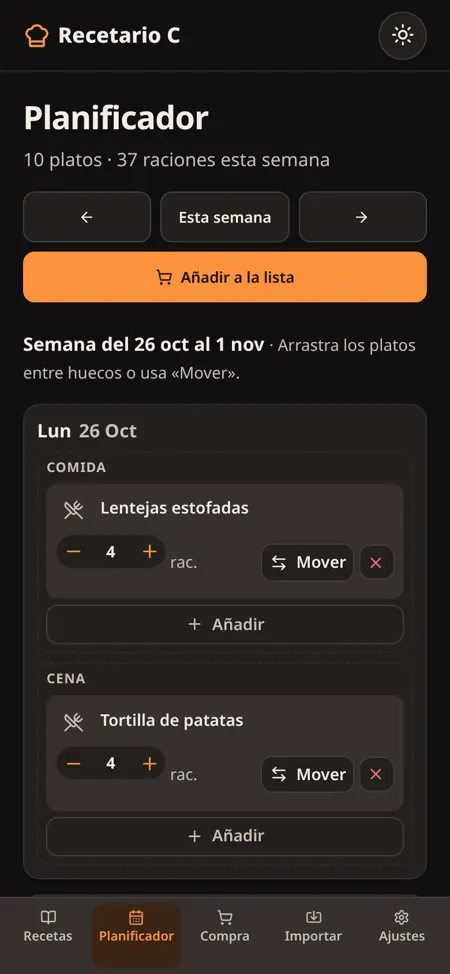 Recetario C
Planificador
10 platos · 37 raciones esta semana
← Esta semana →
Añadir a la lista
Semana del 26 oct al 1 nov · Arrastra los platos
entre huecos o usa «Mover».
Lun 26 Oct
COMIDA
Lentejas estofadas
− 4 + rac. Mover ×
+ Añadir
CENA
Tortilla de patatas
− 4 + rac. Mover ×
+ Añadir
Recetas Planificador Compra Importar Ajustes